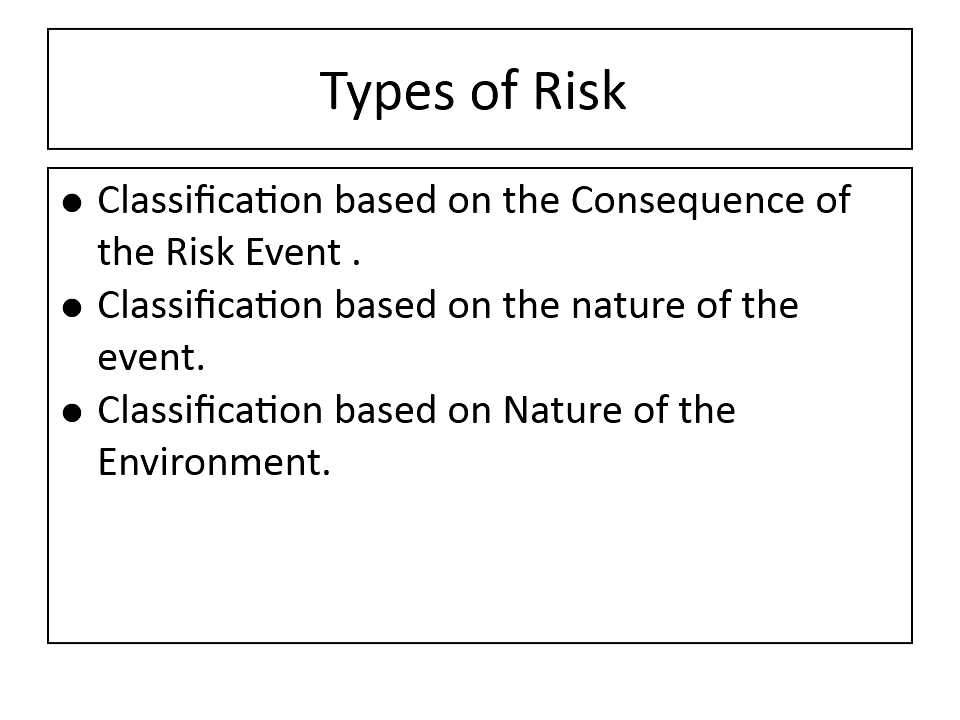 Types of Risk
● Classification based on the Consequence of
the Risk Event .
● Classification based on the nature of the
event.
● Classification based on Nature of the
Environment.